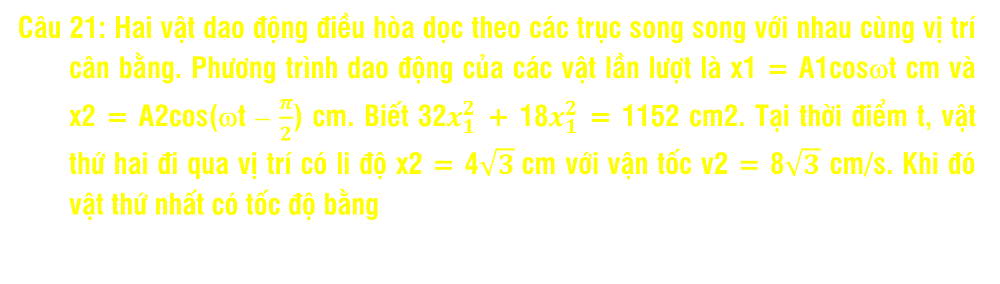 Câu 21: Hai vật dao động điều hòa dọc theo các trục song song với nhau cùng vị trí
cân bằng. Phương trình dao động của các vật lần lượt là x1 = A1cosωt cm và
x2 = A2cos(ωt – \frac{π}{2}) cm. Biết 32x_1^2 + 18x_1^2 = 1152 cm2. Tại thời điểm t, vật
thứ hai đi qua vị trí có li độ x2 = 4√3 cm với vận tốc v2 = 8√3 cm/s. Khi đó
vật thứ nhất có tốc độ bằng